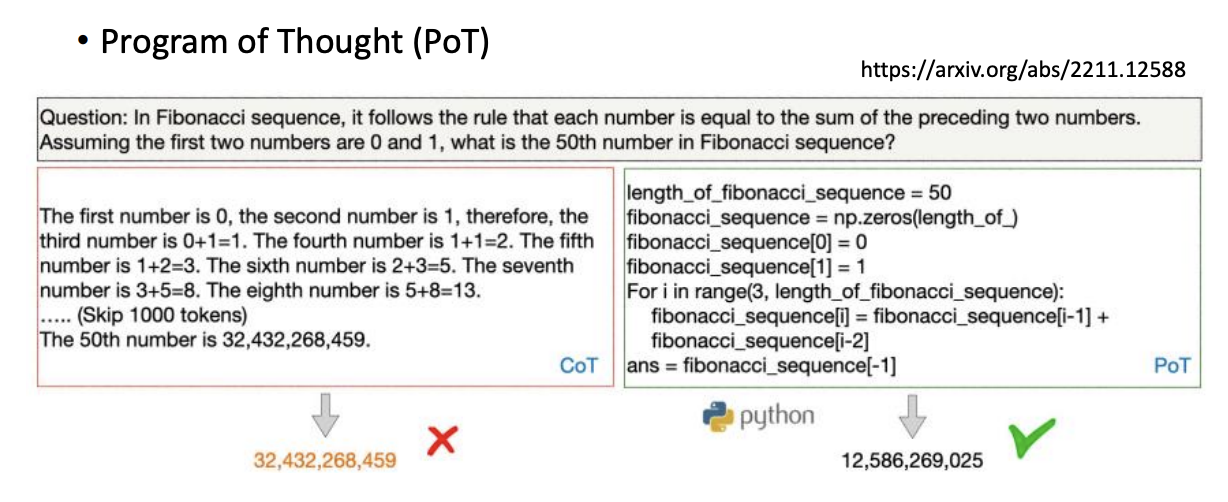 • Program of Thought (PoT)
https://arxiv.org/abs/2211.12588
Question: In Fibonacci sequence, it follows the rule that each number is equal to the sum of the preceding two numbers.
Assuming the first two numbers are 0 and 1, what is the 50th number in Fibonacci sequence?
The first number is 0, the second number is 1, therefore, the
third number is 0+1=1. The fourth number is 1+1=2. The fifth
number is 1+2=3. The sixth number is 2+3=5. The seventh
number is 3+5=8. The eighth number is 5+8=13.
..... (Skip 1000 tokens)
The 50th number is 32,432,268,459.
CoT
32,432,268,459
length_of_fibonacci_sequence = 50
fibonacci_sequence = np.zeros(length_of_)
fibonacci_sequence[0] = 0
fibonacci_sequence[1] = 1
For i in range(3, length_of_fibonacci_sequence):
fibonacci_sequence[i] = fibonacci_sequence[i-1] +
fibonacci_sequence[i-2]
ans = fibonacci_sequence[-1]
PoT
python
12,586,269,025